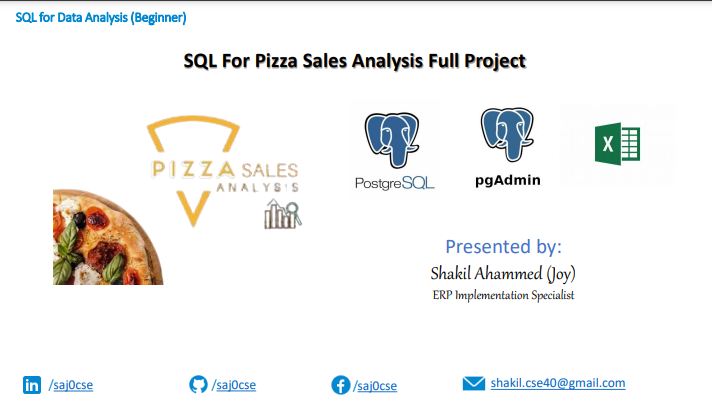 SQL for Data Analysis (Beginner)
SQL For Pizza Sales Analysis Full Project
PIZZA SALES
ANALYSIS
PostgreSQL
pgAdmin
X
Presented by:
Shakil Ahammed (Joy)
ERP Implementation Specialist
in /saj0cse
/saj0cse
f /saj0cse
shakil.cse40@gmail.com